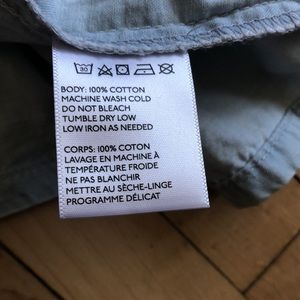 30
BODY: 100% COTTON
MACHINE WASH COLD
DO NOT BLEACH
TUMBLE DRY LOW
LOW IRON AS NEEDED
CORPS: 100% COTON
LAVAGE EN MACHINE À
TEMPÉRATURE FROIDE
NE PAS BLANCHIR
METTRE AU SÈCHE-LINGE
PROGRAMME DÉLICAT